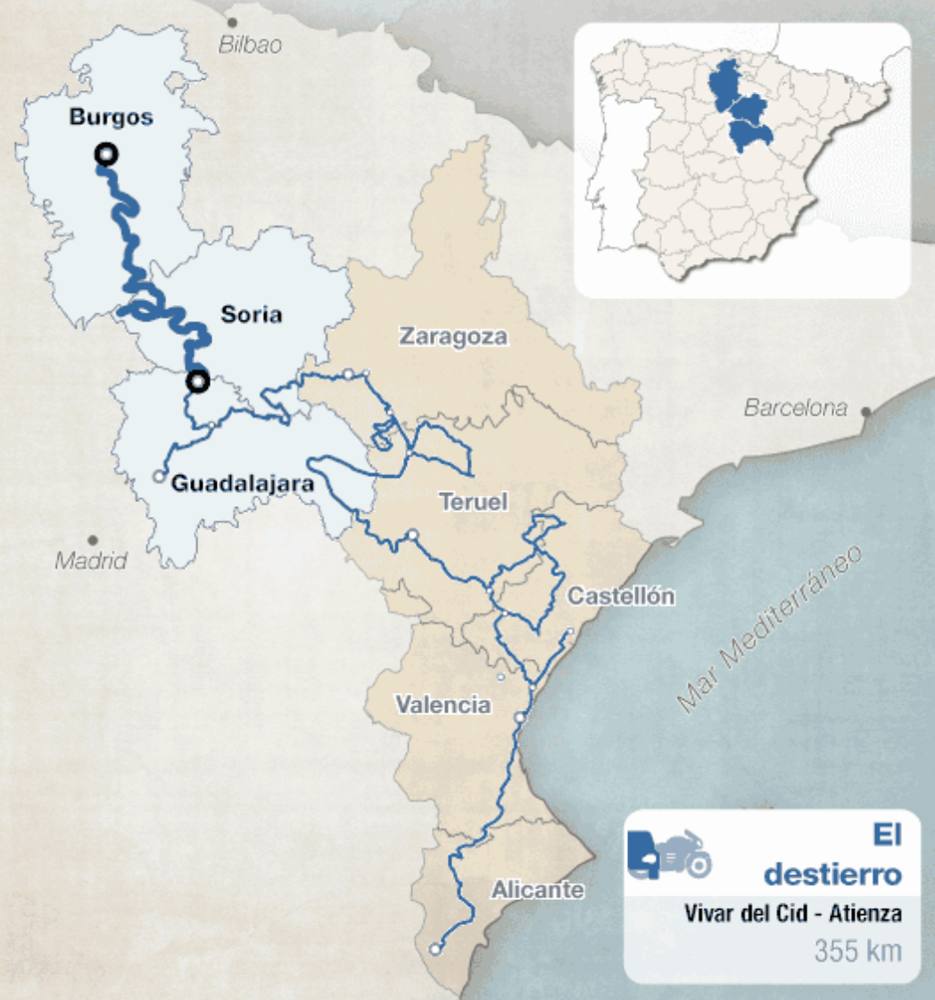 Bilbao
Burgos
Soria
Zaragoza
Barcelona
Guadalajara
Teruel
Madrid
Castellón
Mar Mediterráneo
Valencia
Alicante
El
destierro
Vivar del Cid - Atienza
355 km